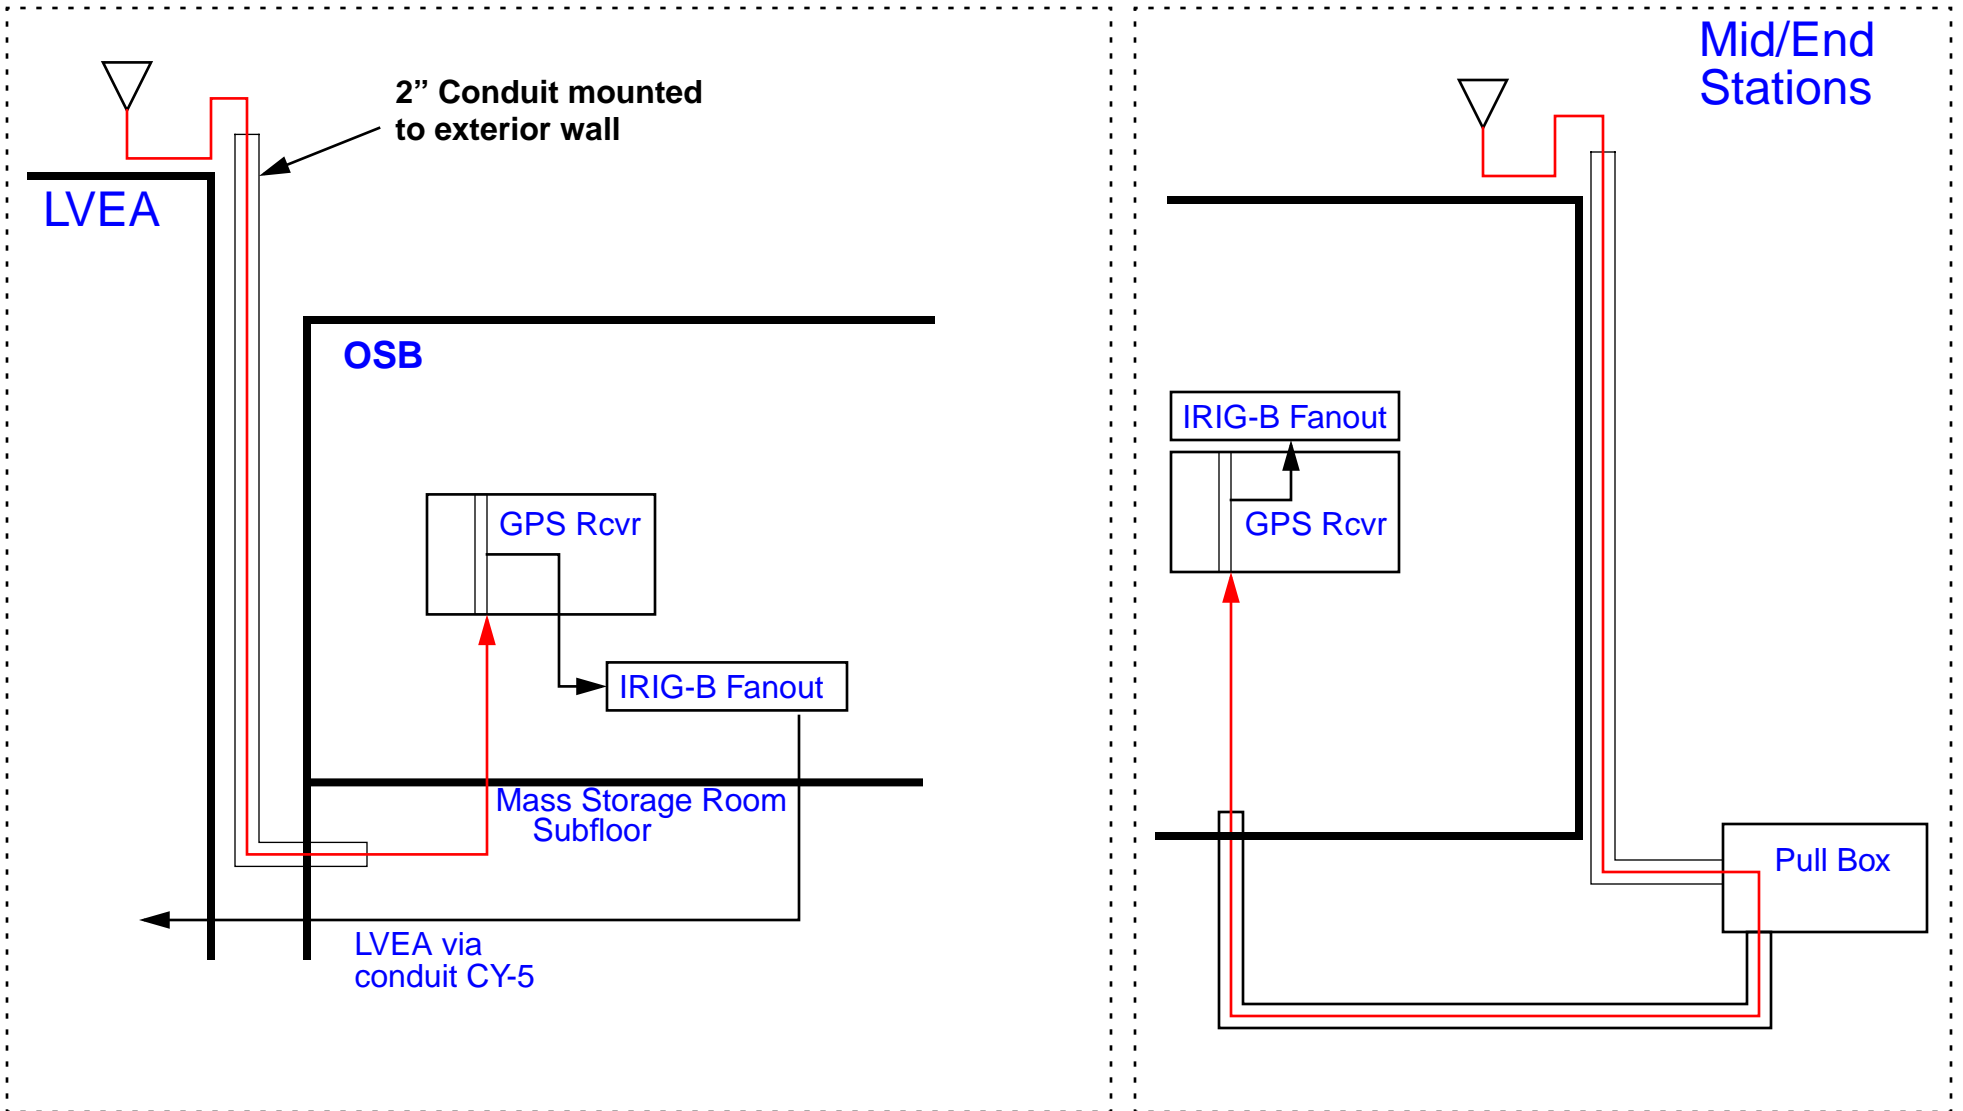 2” Conduit mounted
to exterior wall
LVEA
OSB
GPS Rcvr
IRIG-B Fanout
Mass Storage Room
Subfloor
LVEA via
conduit CY-5
Mid/End
Stations
IRIG-B Fanout
GPS Rcvr
Pull Box